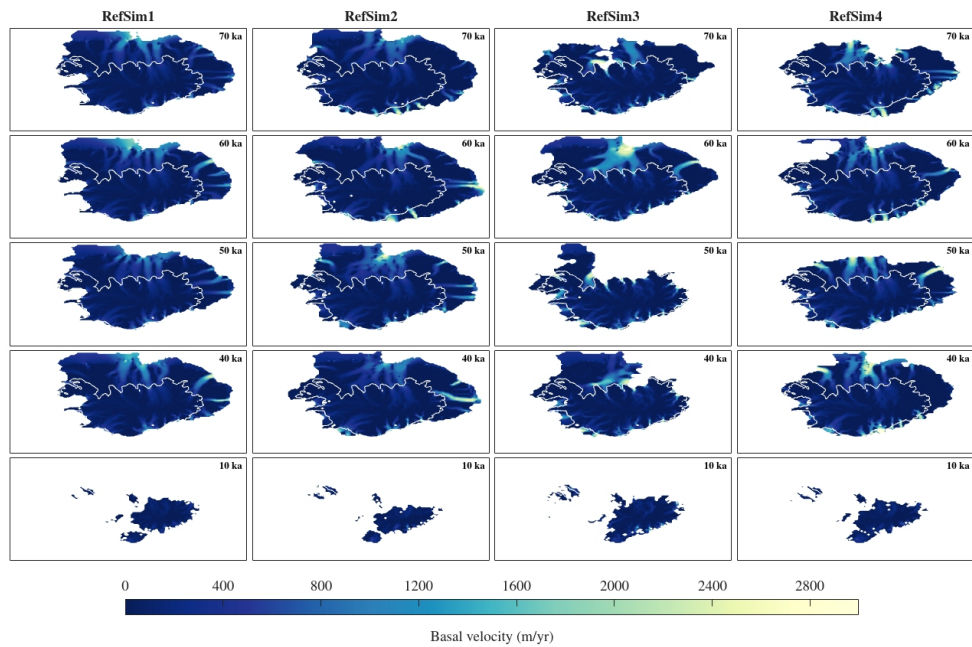 RefSim1 RefSim2 RefSim3 RefSim4
70 ka 70 ka 70 ka 70 ka
60 ka 60 ka 60 ka 60 ka
50 ka 50 ka 50 ka 50 ka
40 ka 40 ka 40 ka 40 ka
10 ka 10 ka 10 ka 10 ka
0 400 800 1200 1600 2000 2400 2800
Basal velocity (m/yr)